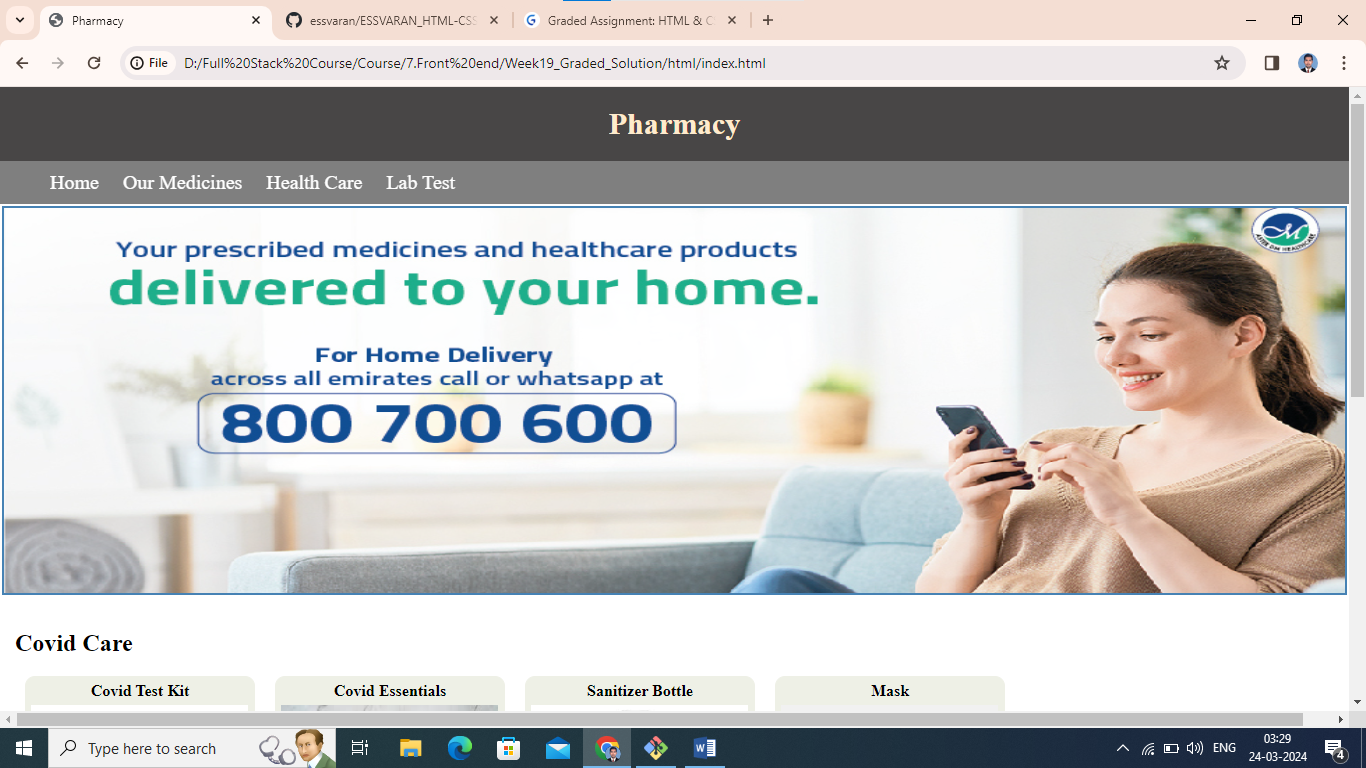 Pharmacy
essvaran/ESSVARAN_HTML-CSS
Graded Assignment: HTML & C
File
D:/Full%20Stack%20Course/Course/7.Front%20end/Week19_Graded_Solution/html/index.html
Pharmacy
Home Our Medicines Health Care Lab Test
Your prescribed medicines and healthcare products
delivered to your home.
For Home Delivery
across all emirates call or whatsapp at
800 700 600
ASTER DM HEALTHCARE
Covid Care
Covid Test Kit
Covid Essentials
Sanitizer Bottle
Mask
Type here to search
ENG
03:29
24-03-2024
4